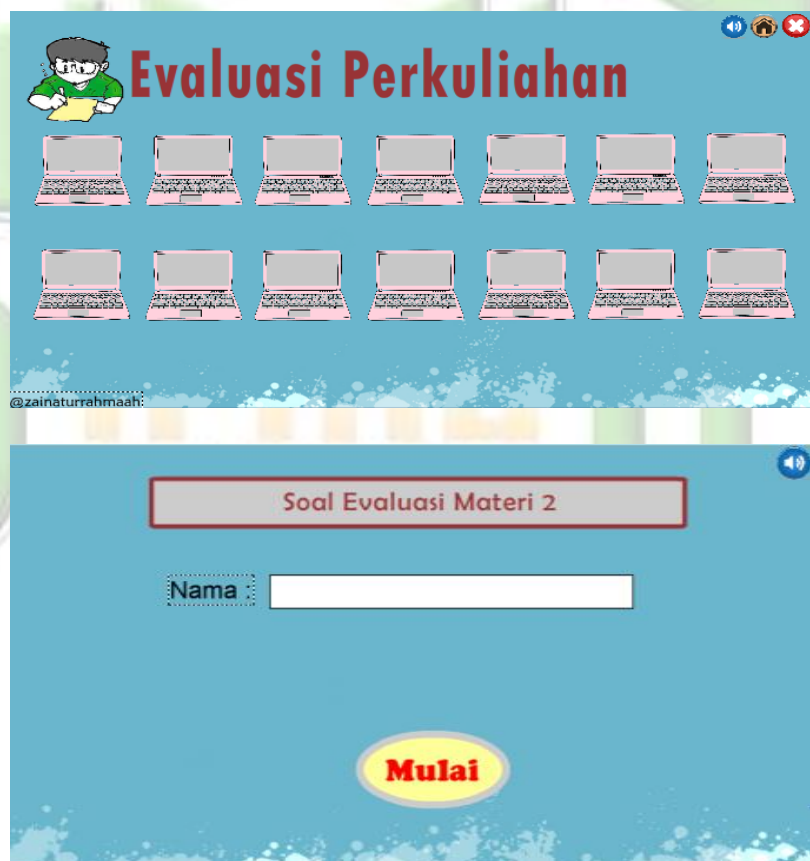 Evaluasi Perkuliahan
@zainaturrahmaah
Soal Evaluasi Materi 2
Nama :
Mulai